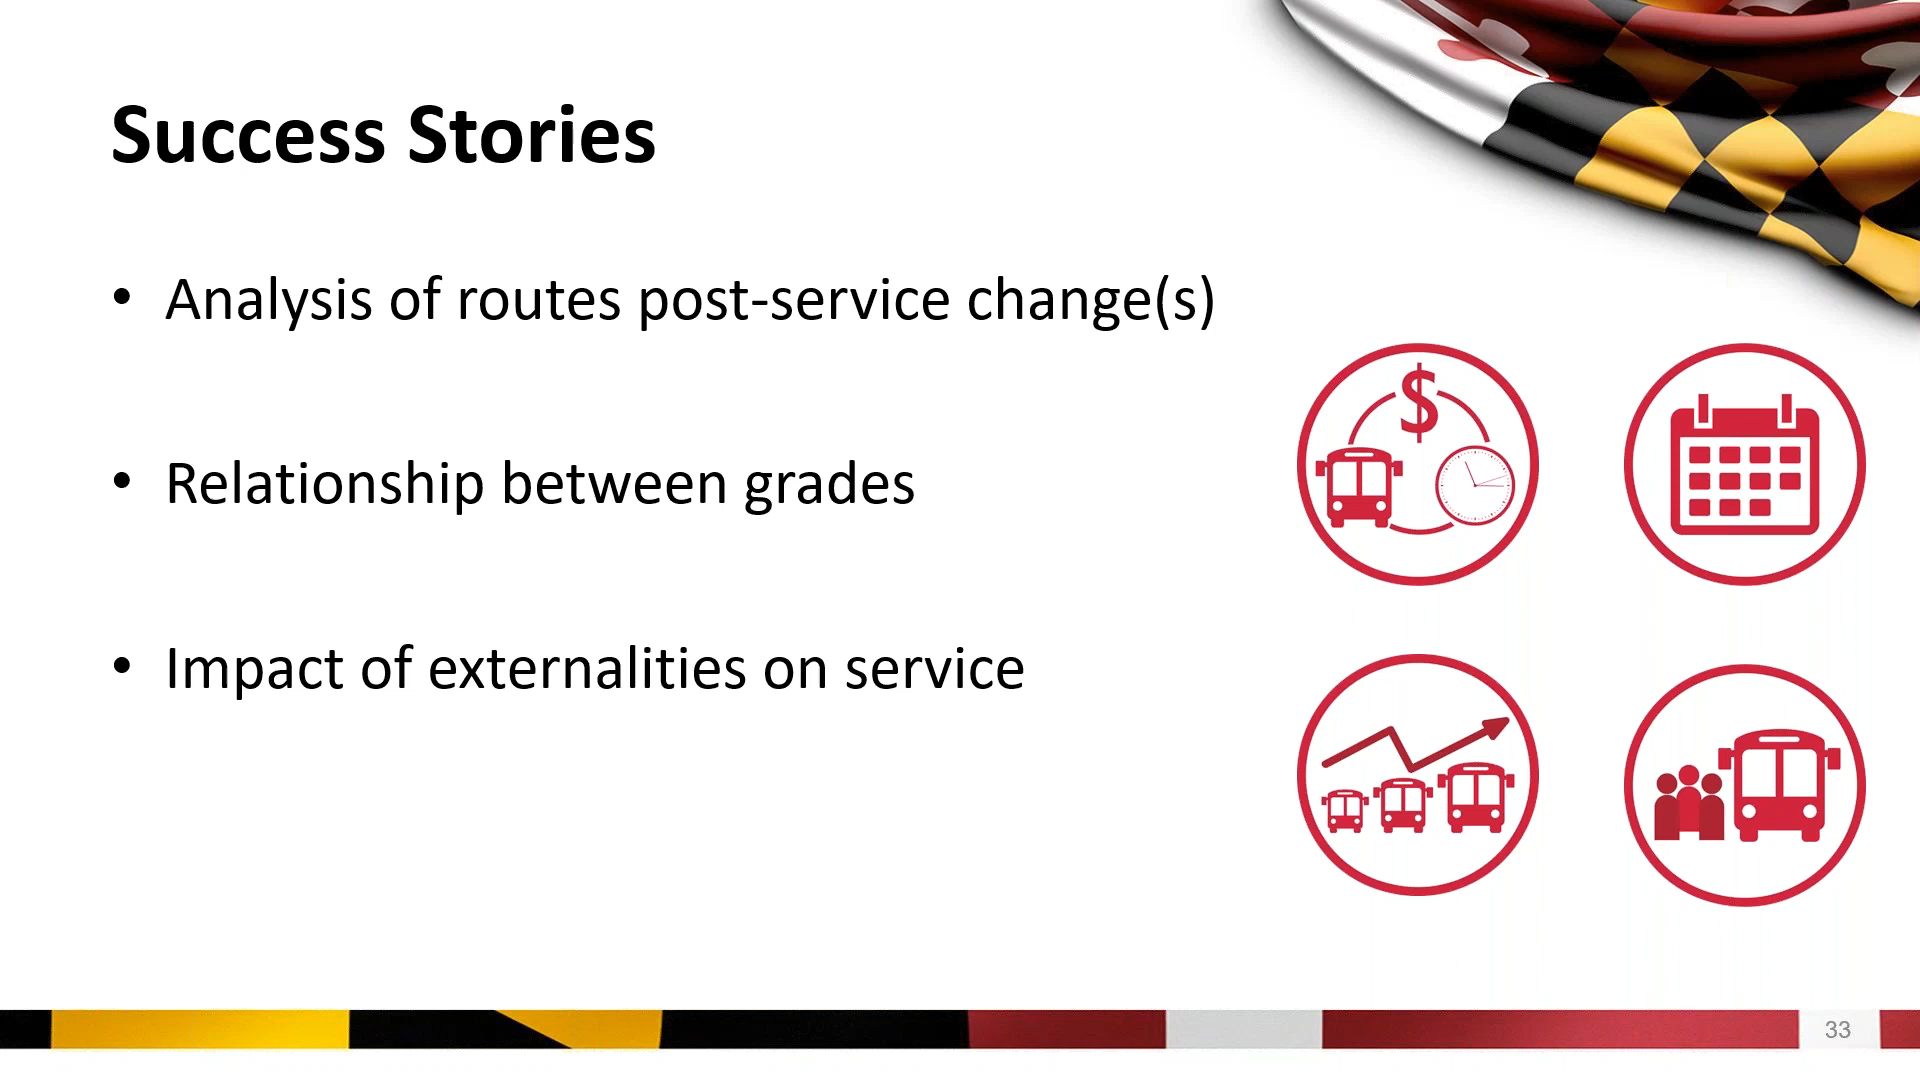 Success Stories
• Analysis of routes post-service change(s)
• Relationship between grades
• Impact of externalities on service
$
33